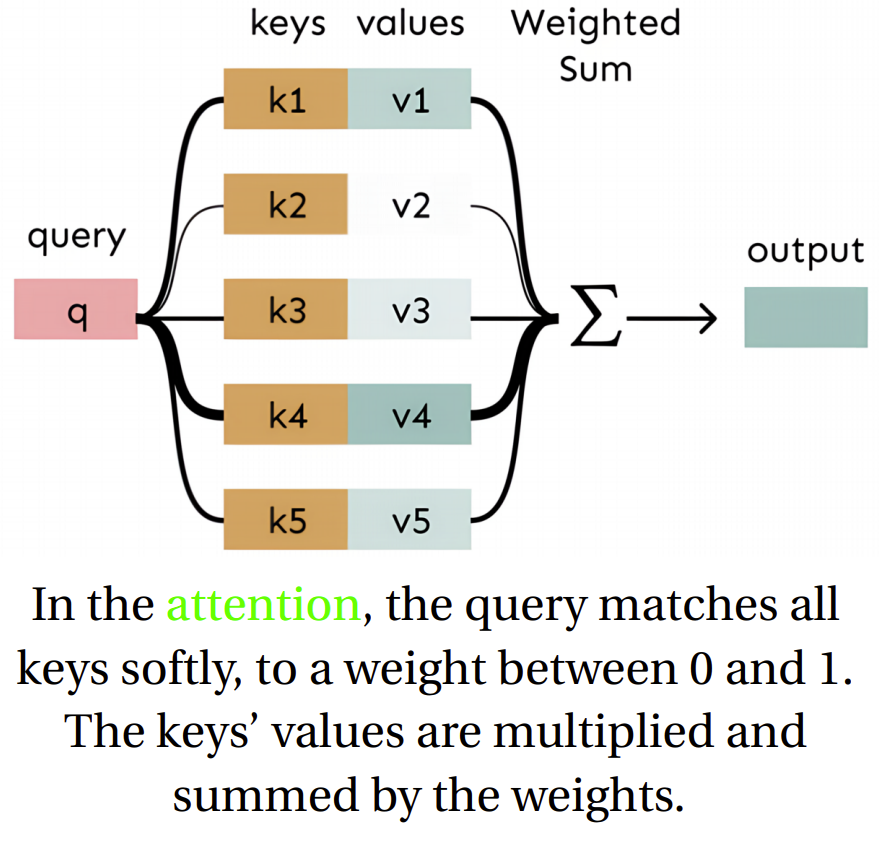 keys values Weighted
Sum
k1 v1
k2 v2
query
output
q k3 v3 Σ
k4 v4
k5 v5
In the attention, the query matches all
keys softly, to a weight between 0 and 1.
The keys’ values are multiplied and
summed by the weights.